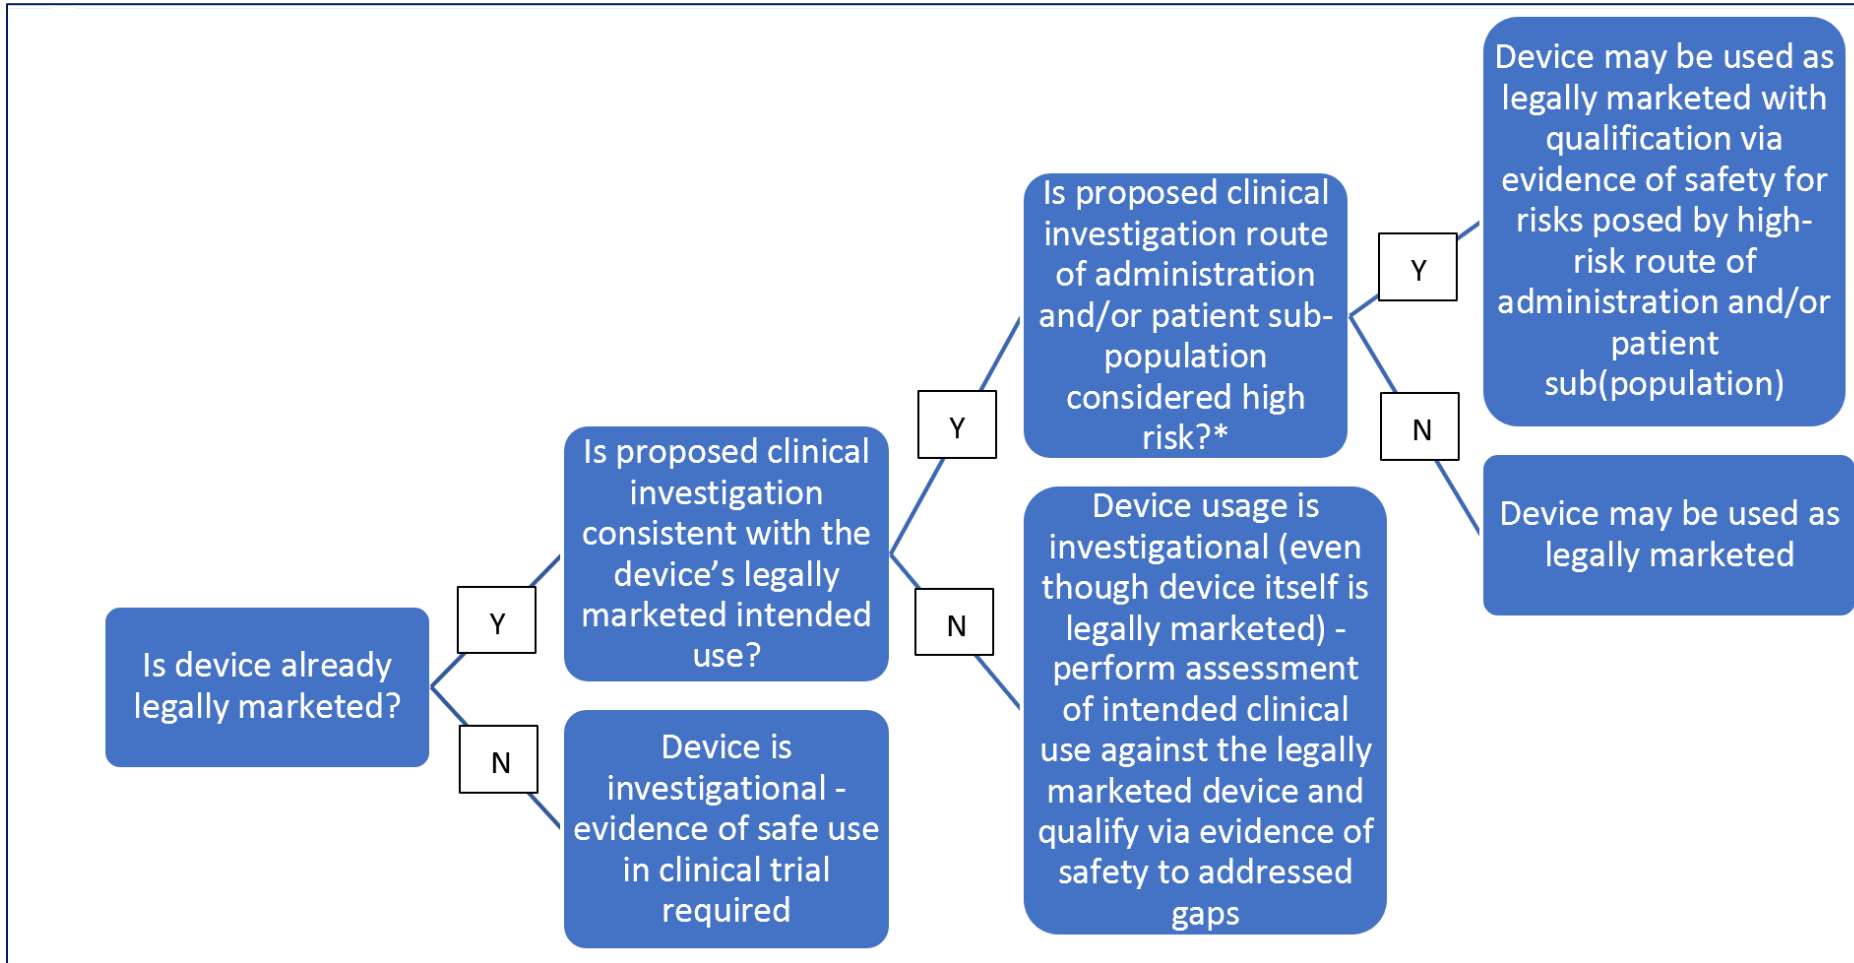 Is device already
legally marketed?
Y
N
Is proposed clinical
investigation
consistent with the
device’s legally
marketed intended
use?
Device is
investigational -
evidence of safe use
in clinical trial
required
Y
N
Is proposed clinical
investigation route
of administration
and/or patient sub-
population
considered high
risk?*
Device usage is
investigational (even
though device itself is
legally marketed) -
perform assessment
of intended clinical
use against the legally
marketed device and
qualify via evidence of
safety to addressed
gaps
Y
N
Device may be used as
legally marketed with
qualification via
evidence of safety for
risks posed by high-
risk route of
administration and/or
patient
sub(population)
Device may be used as
legally marketed